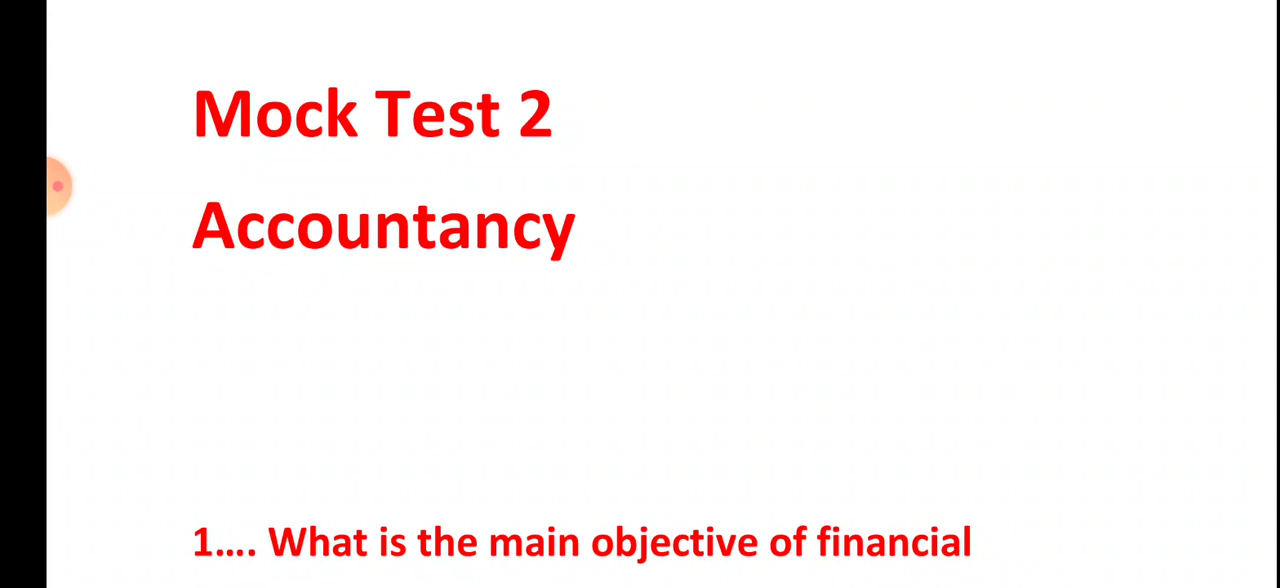 Mock Test 2
Accountancy
1.... What is the main objective of financial